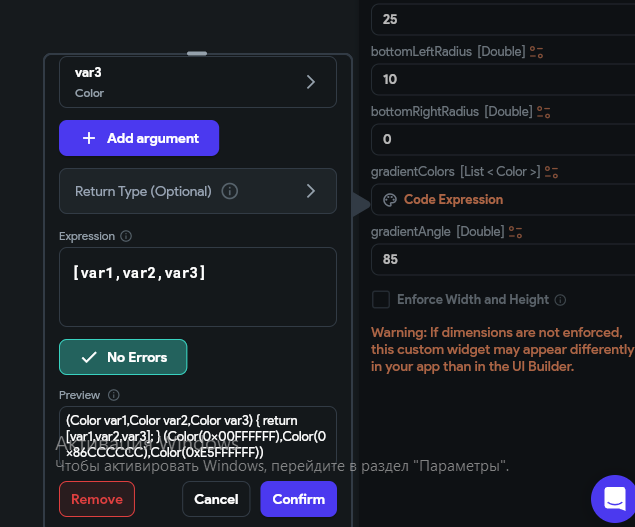 var3
Color
+ Add argument
Return Type (Optional)
Expression
[var1,var2,var3]
No Errors
Preview
(Color var1,Color var2,Color var3) { return
[var1,var2,var3]; } (Color(0×00FFFFFF),Color(0
×86CCCCCC),Color(0×E5FFFFFF))
Remove
Cancel
Confirm
25
bottomLeftRadius [Double]
10
bottomRightRadius [Double]
0
gradientColors [List < Color >]
Code Expression
gradientAngle [Double]
85
Enforce Width and Height
Warning: If dimensions are not enforced,
this custom widget may appear differently
in your app than in the UI Builder.
Активация Windows
Чтобы активировать Windows, перейдите в раздел "Параметры".